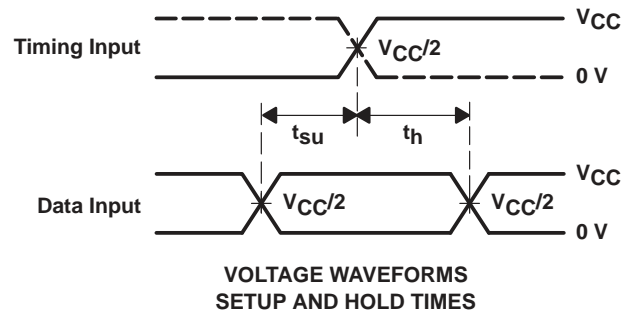 Timing Input
VCC
VCC/2
0 V
tsu
th
Data Input
VCC
VCC/2
VCC/2
0 V
VOLTAGE WAVEFORMS
SETUP AND HOLD TIMES